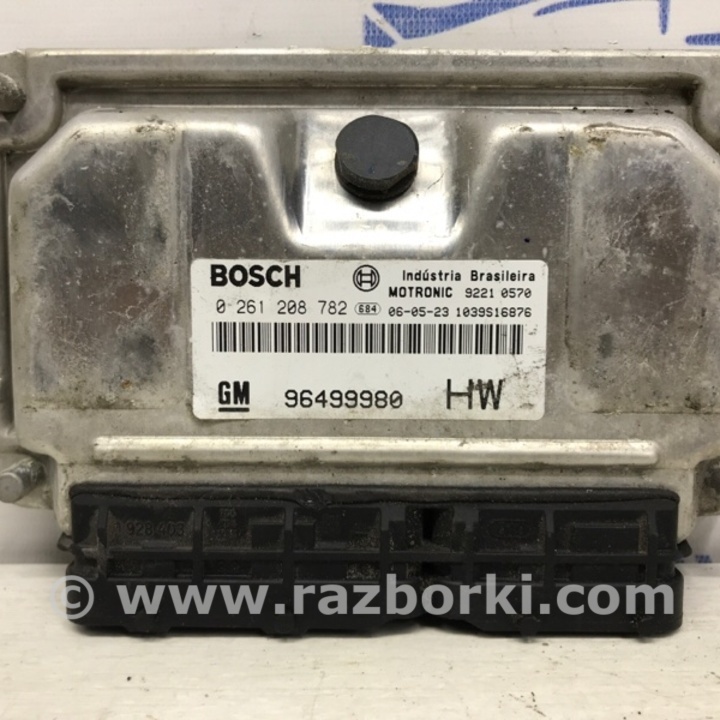 BOSCH
Indústria Brasileira
MOTRONIC 9221 0570
0 261 208 782 684 06-05-23 1039S16876
GM 96499980 HW
© www.razborki.com